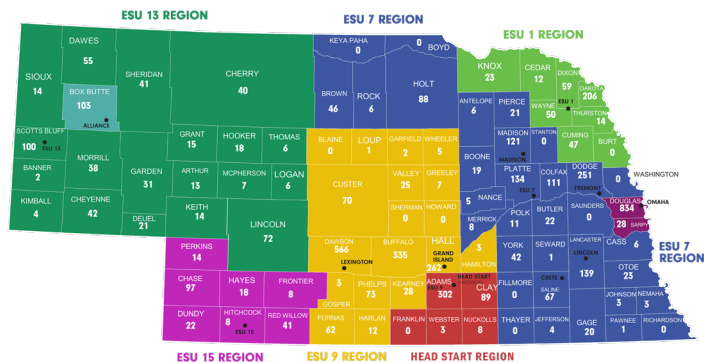 ESU 13 REGION
ESU 7 REGION
ESU 1 REGION
DAWES
55
SIOUX
14
BOX BUTTE
103
ALLIANCE
SHERIDAN
41
CHERRY
40
KEYA PAHA
0
BOYD
0
BROWN
46
ROCK
6
HOLT
88
KNOX
23
CEDAR
12
DIXON
59
DAKOTA
206
ESU 1
WAYNE
50
THURSTON
14
ANTELOPE
6
PIERCE
21
CUMING
47
BURT
0
SCOTTS BLUFF
100
ESU 13
BANNER
2
KIMBALL
4
MORRILL
38
CHEYENNE
42
GARDEN
31
DEUEL
21
GRANT
15
HOOKER
18
THOMAS
6
ARTHUR
13
MCPHERSON
7
LOGAN
6
KEITH
14
LINCOLN
72
BLAINE
0
LOUP
1
GARFIELD
2
WHEELER
5
CUSTER
70
VALLEY
25
GREELEY
7
SHERMAN
0
HOWARD
0
BOONE
19
MADISON
121
MADISON
STANTON
0
PLATTE
134
COLFAX
111
ESU 7
DODGE
251
FREMONT
WASHINGTON
0
NANCE
5
MERRICK
8
POLK
11
BUTLER
22
SAUNDERS
0
DOUGLAS
834
OMAHA
28
SARPY
PERKINS
14
CHASE
97
HAYES
18
FRONTIER
8
DUNDY
22
HITCHCOCK
8
ESU 15
RED WILLOW
41
DAWSON
566
LEXINGTON
BUFFALO
335
HALL
GRAND
ISLAND
262
3
HAMILTON
3
GOSPER
PHELPS
73
KEARNEY
28
ADAMS
302
ESU 9
HEAD START
CLAY
89
FURNAS
62
HARLAN
12
FRANKLIN
0
WEBSTER
3
NUCKOLLS
8
YORK
42
SEWARD
1
LANCASTER
LINCOLN
139
CASS
6
OTOE
23
FILLMORE
0
CRETE
SALINE
67
THAYER
0
JEFFERSON
4
GAGE
20
JOHNSON
3
NEMAHA
3
PAWNEE
1
RICHARDSON
0
ESU 7
REGION
ESU 15 REGION
ESU 9 REGION
HEAD START REGION